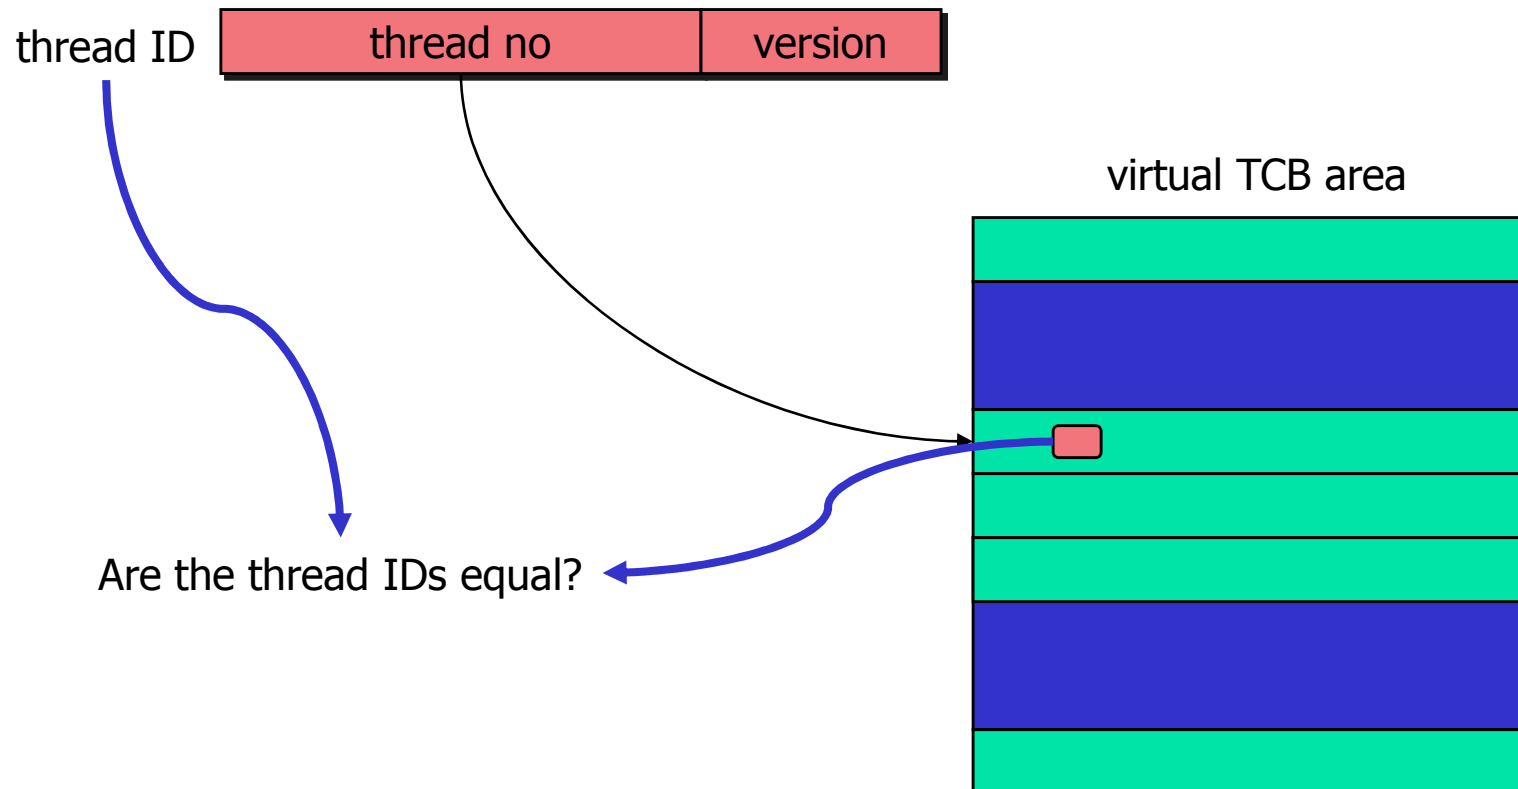 thread ID
thread no
version
virtual TCB area
Are the thread IDs equal?